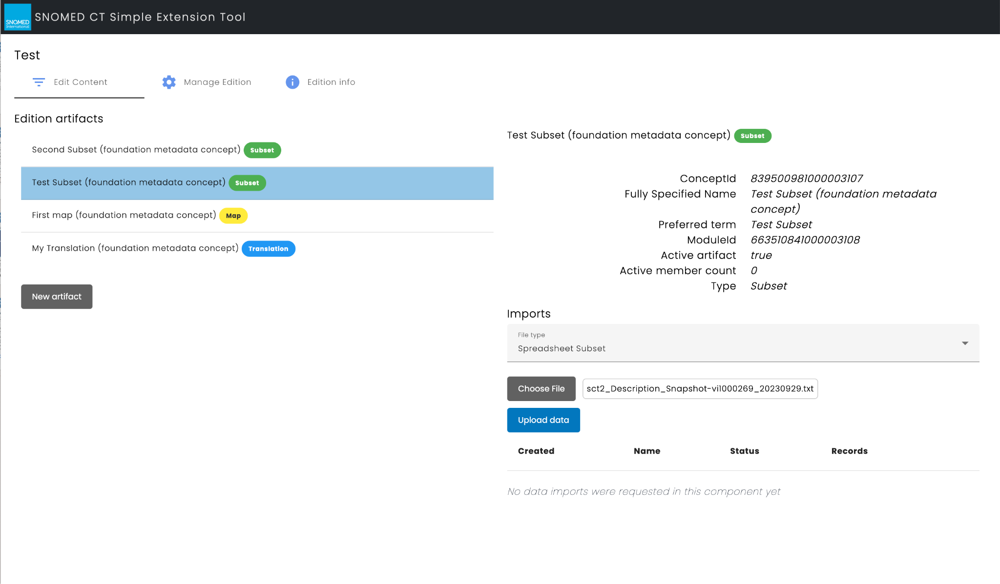 SNOMED
International
SNOMED CT Simple Extension Tool
Test
Edit Content
Manage Edition
Edition info
Edition artifacts
Second Subset (foundation metadata concept) Subset
Test Subset (foundation metadata concept) Subset
First map (foundation metadata concept) Map
My Translation (foundation metadata concept) Translation
New artifact
Test Subset (foundation metadata concept) Subset
ConceptId 839500981000003107
Fully Specified Name Test Subset (foundation metadata
concept)
Preferred term Test Subset
ModuleId 663510841000003108
Active artifact true
Active member count 0
Type Subset
Imports
File type
Spreadsheet Subset
Choose File sct2_Description_Snapshot-vi1000269_20230929.txt
Upload data
Created Name Status Records
No data imports were requested in this component yet